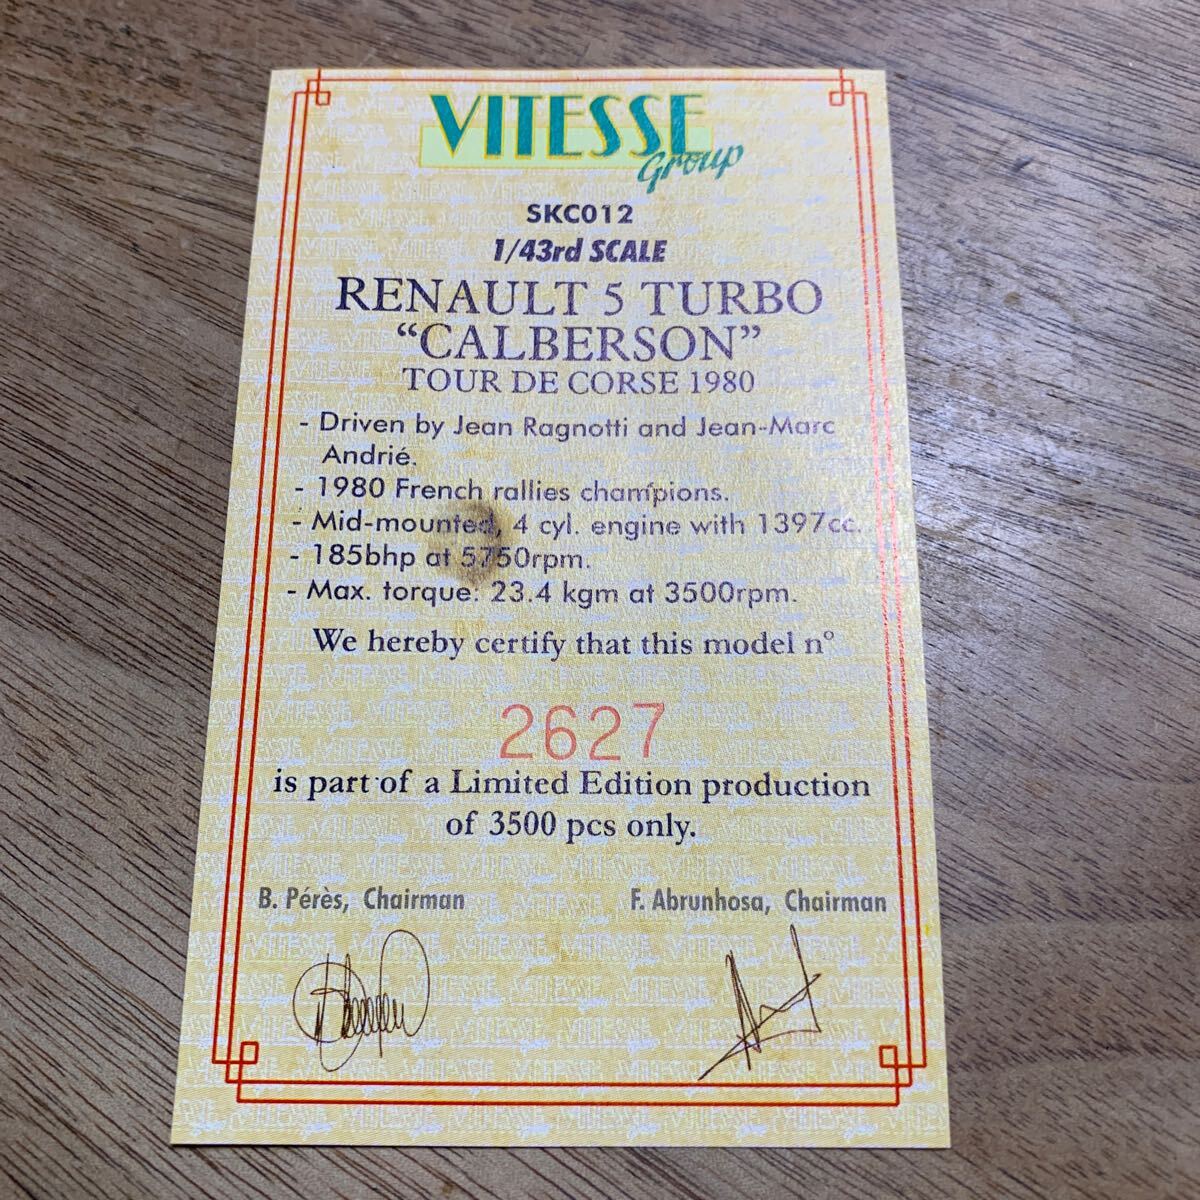 VITESSE
Group
SKC012
1/43rd SCALE
RENAULT 5 TURBO
“CALBERSON”
TOUR DE CORSE 1980
- Driven by Jean Ragnotti and Jean-Marc
Andrié.
- 1980 French rallies champions.
- Mid-mounted, 4 cyl. engine with 1397cc.
- 185bhp at 5750rpm.
- Max. torque: 23.4 kgm at 3500rpm.
We hereby certify that this model n°
2627
is part of a Limited Edition production
of 3500 pcs only.
B. Pérès, Chairman F. Abrunhosa, Chairman